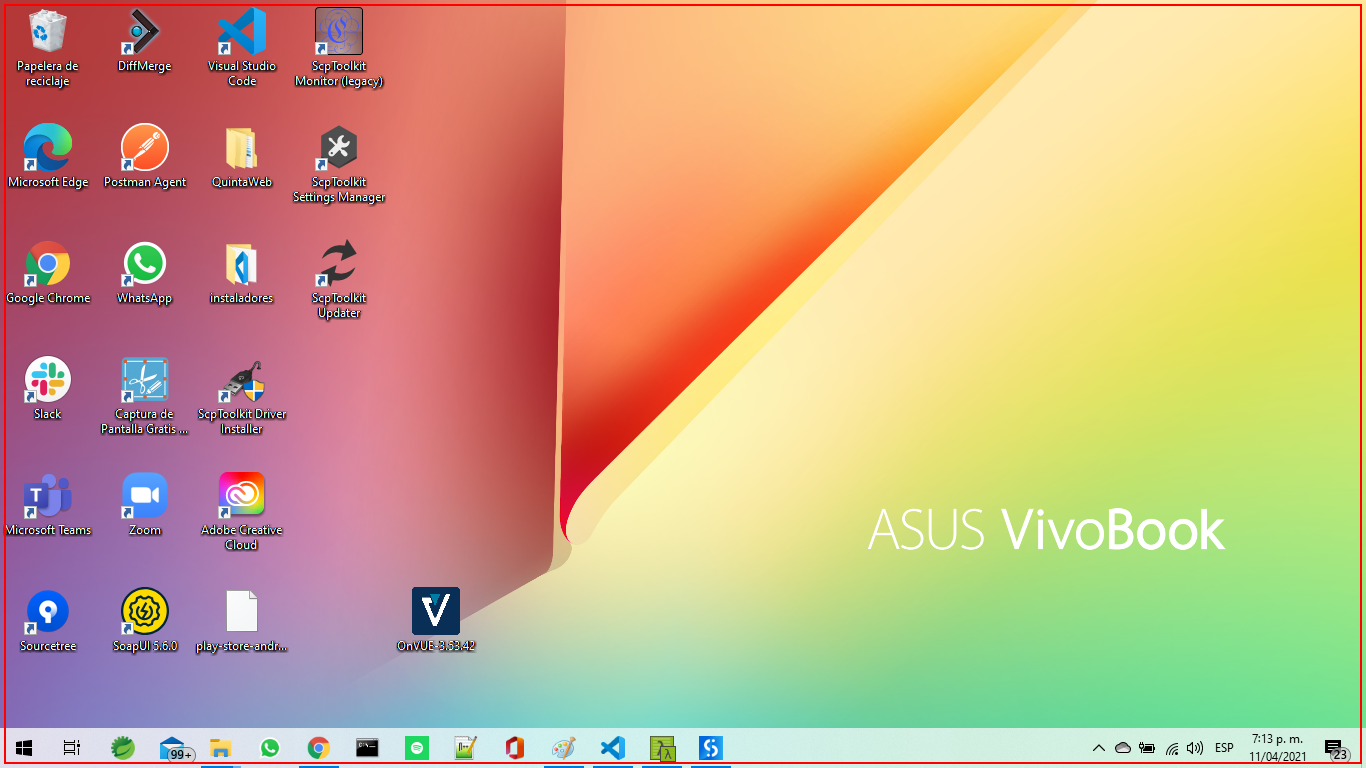 Papelera de
reciclaje
DiffMerge
Visual Studio
Code
ScpToolkit
Monitor (legacy)
Microsoft Edge
Postman Agent
QuintaWeb
ScpToolkit
Settings Manager
Google Chrome
WhatsApp
instaladores
ScpToolkit
Updater
Slack
Captura de
Pantalla Gratis ...
ScpToolkit Driver
Installer
Microsoft Teams
Zoom
Adobe Creative
Cloud
Sourcetree
SoapUI 5.6.0
play-store-andr...
OnVUE-3.53.42
ASUS VivoBook
99+
ESP
7:13 p. m.
11/04/2021
23